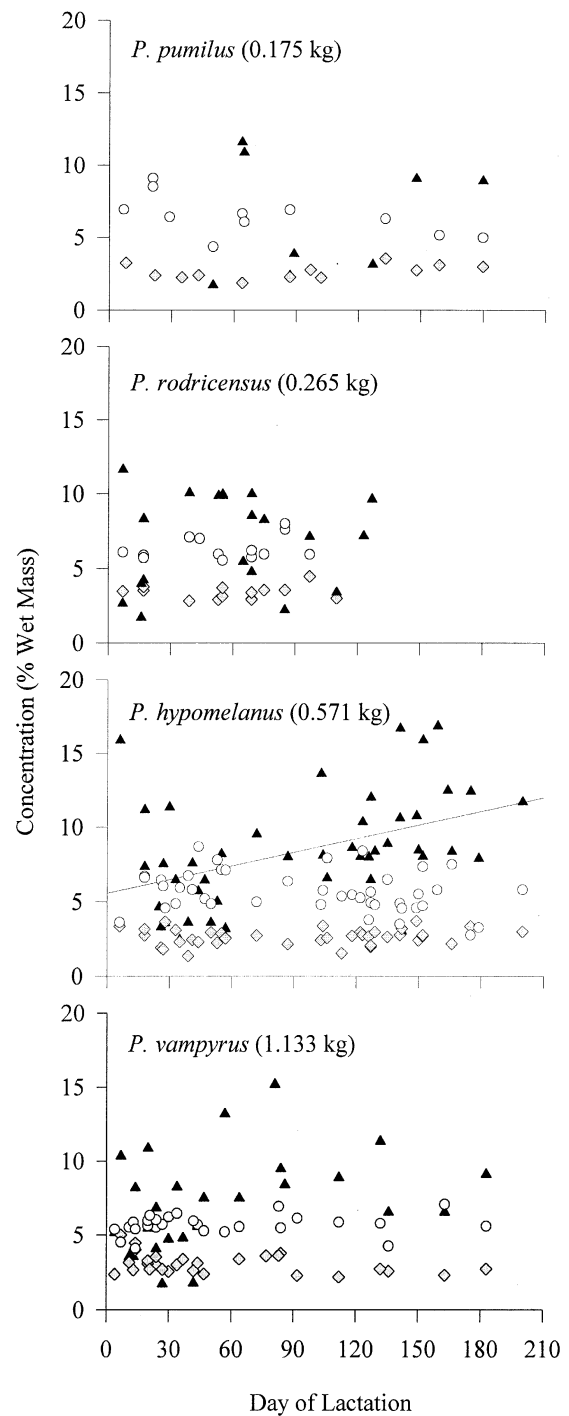 20
P. pumilus (0.175 kg)
15
10
5
0
20
P. rodricensus (0.265 kg)
15
10
5
0
Concentration (% Wet Mass)
20
P. hypomelanus (0.571 kg)
15
10
5
0
20
P. vampyrus (1.133 kg)
15
10
5
0
0 30 60 90 120 150 180 210
Day of Lactation